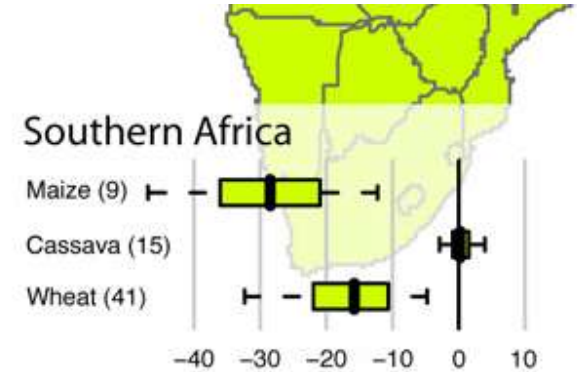 Southern Africa
Maize (9)
Cassava (15)
Wheat (41)
−40 −30 −20 −10 0 10